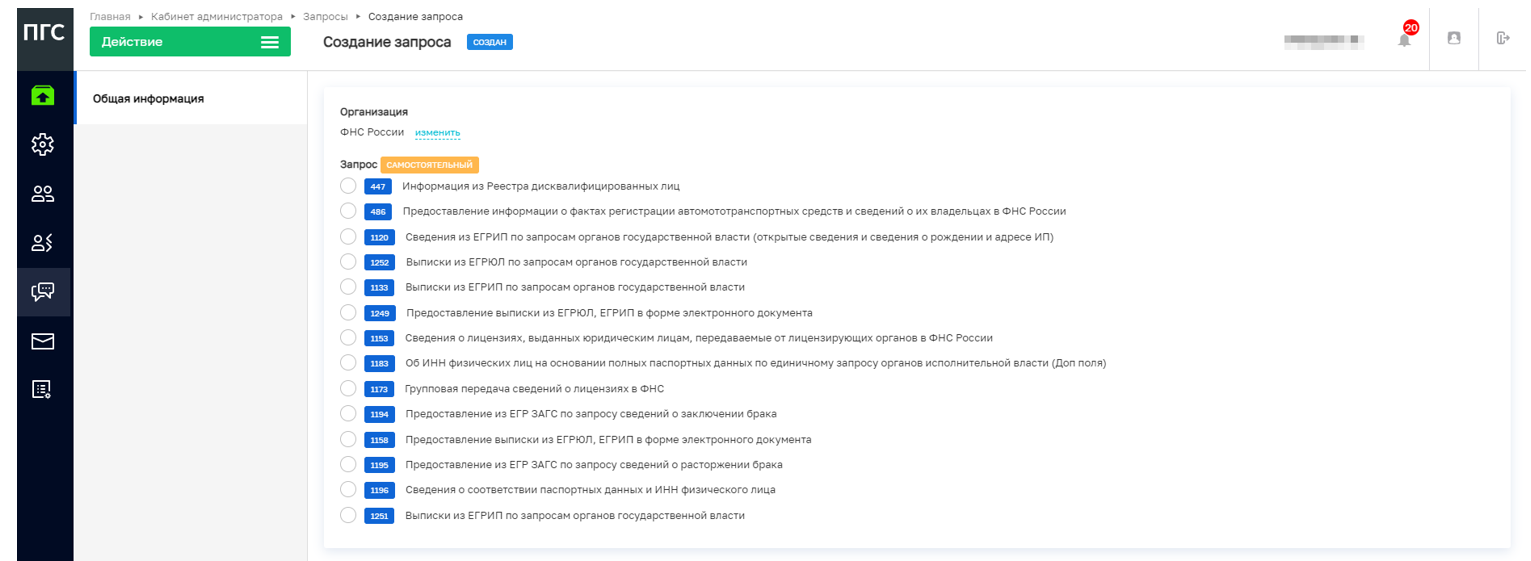 ПГС
Главная ▸ Кабинет администратора ▸ Запросы ▸ Создание запроса
Действие
Создание запроса СОЗДАН
20
Общая информация
Организация
ФНС России изменить
Запрос САМОСТОЯТЕЛЬНЫЙ
447 Информация из Реестра дисквалифицированных лиц
486 Предоставление информации о фактах регистрации автомототранспортных средств и сведений о их владельцах в ФНС России
1120 Сведения из ЕГРИП по запросам органов государственной власти (открытые сведения и сведения о рождении и адресе ИП)
1252 Выписки из ЕГРЮЛ по запросам органов государственной власти
1133 Выписки из ЕГРИП по запросам органов государственной власти
1249 Предоставление выписки из ЕГРЮЛ, ЕГРИП в форме электронного документа
1153 Сведения о лицензиях, выданных юридическим лицам, передаваемые от лицензирующих органов в ФНС России
1183 Об ИНН физических лиц на основании полных паспортных данных по единичному запросу органов исполнительной власти (Доп поля)
1173 Групповая передача сведений о лицензиях в ФНС
1194 Предоставление из ЕГР ЗАГС по запросу сведений о заключении брака
1158 Предоставление выписки из ЕГРЮЛ, ЕГРИП в форме электронного документа
1195 Предоставление из ЕГР ЗАГС по запросу сведений о расторжении брака
1196 Сведения о соответствии паспортных данных и ИНН физического лица
1251 Выписки из ЕГРИП по запросам органов государственной власти